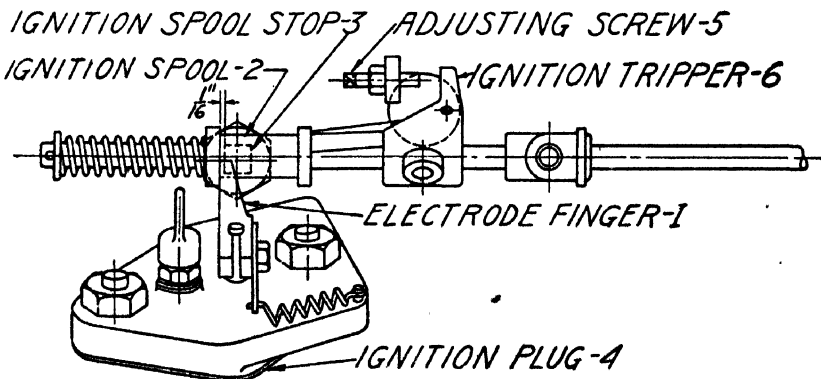 IGNITION SPOOL STOP-3
ADJUSTING SCREW-5
IGNITION SPOOL-2
IGNITION TRIPPER-6
1/16"
ELECTRODE FINGER-1
IGNITION PLUG-4